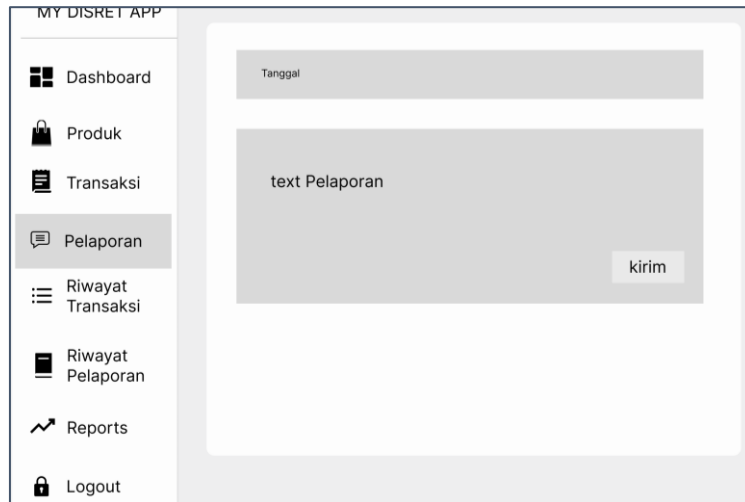 MY DISRET APP
Dashboard
Produk
Transaksi
Pelaporan
Riwayat
Transaksi
Riwayat
Pelaporan
Reports
Logout
Tanggal
text Pelaporan
kirim